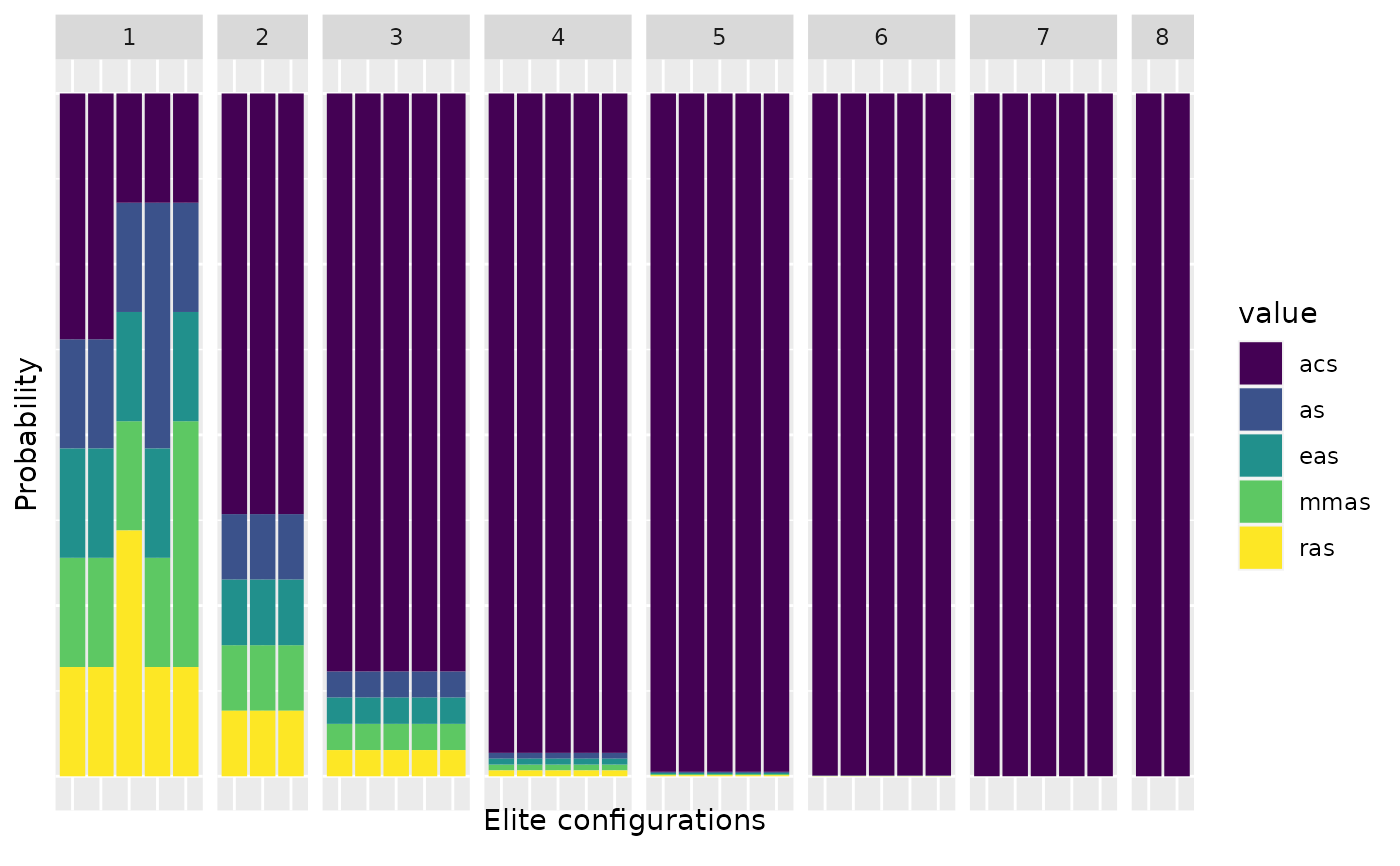 1 2 3 4 5 6 7 8
Probability
Elite configurations
value
acs
as
eas
mmas
ras